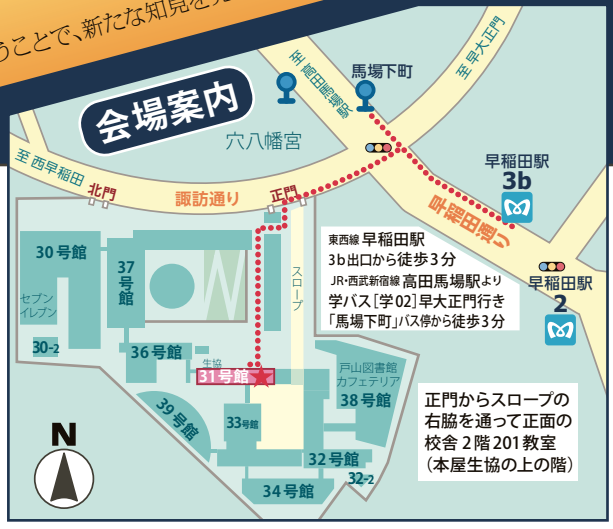 うことで、新たな知見を
会場案内
至 高田馬場駅
馬場下町
至 早大正門
穴八幡宮
至 西早稲田
北門
諏訪通り
正門
早稲田通り
早稲田駅
3b
早稲田駅
2
東西線 早稲田駅
3b出口から徒歩3分
JR・西武新宿線 高田馬場駅より
学バス[学02]早大正門行き
「馬場下町」バス停から徒歩3分
30号館
37
号
館
セブン
イレブン
スロープ
30-2
36号館
生協
31号館
戸山図書館
カフェテリア
38号館
39号館
33号館
32号館
32-2
34号館
N
正門からスロープの
右脇を通って正面の
校舎2階201教室
(本屋生協の上の階)